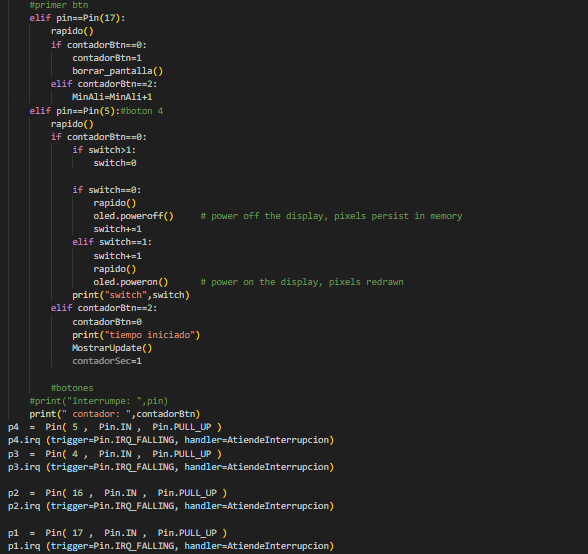 #primer btn
elif pin==Pin(17):
rapido()
if contadorBtn==0:
contadorBtn=1
borrar_pantalla()
elif contadorBtn==2:
MinAli=MinAli+1
elif pin==Pin(5):#boton 4
rapido()
if contadorBtn==0:
if switch>1:
switch=0
if switch==0:
rapido()
oled.poweroff()     # power off the display, pixels persist in memory
switch+=1
elif switch==1:
switch+=1
rapido()
oled.poweron()      # power on the display, pixels redrawn
print("switch",switch)
elif contadorBtn==2:
contadorBtn=0
print("tiempo iniciado")
MostrarUpdate()
contadorSec=1
#botones
#print("Interrumpe: ",pin)
print(" contador: ",contadorBtn)
p4  =  Pin( 5 ,  Pin.IN ,  Pin.PULL_UP )
p4.irq (trigger=Pin.IRQ_FALLING, handler=AtiendeInterrupcion)
p3  =  Pin( 4 ,  Pin.IN ,  Pin.PULL_UP )
p3.irq (trigger=Pin.IRQ_FALLING, handler=AtiendeInterrupcion)
p2  =  Pin( 16 ,  Pin.IN ,  Pin.PULL_UP )
p2.irq (trigger=Pin.IRQ_FALLING, handler=AtiendeInterrupcion)
p1  =  Pin( 17 ,  Pin.IN ,  Pin.PULL_UP )
p1.irq (trigger=Pin.IRQ_FALLING, handler=AtiendeInterrupcion)